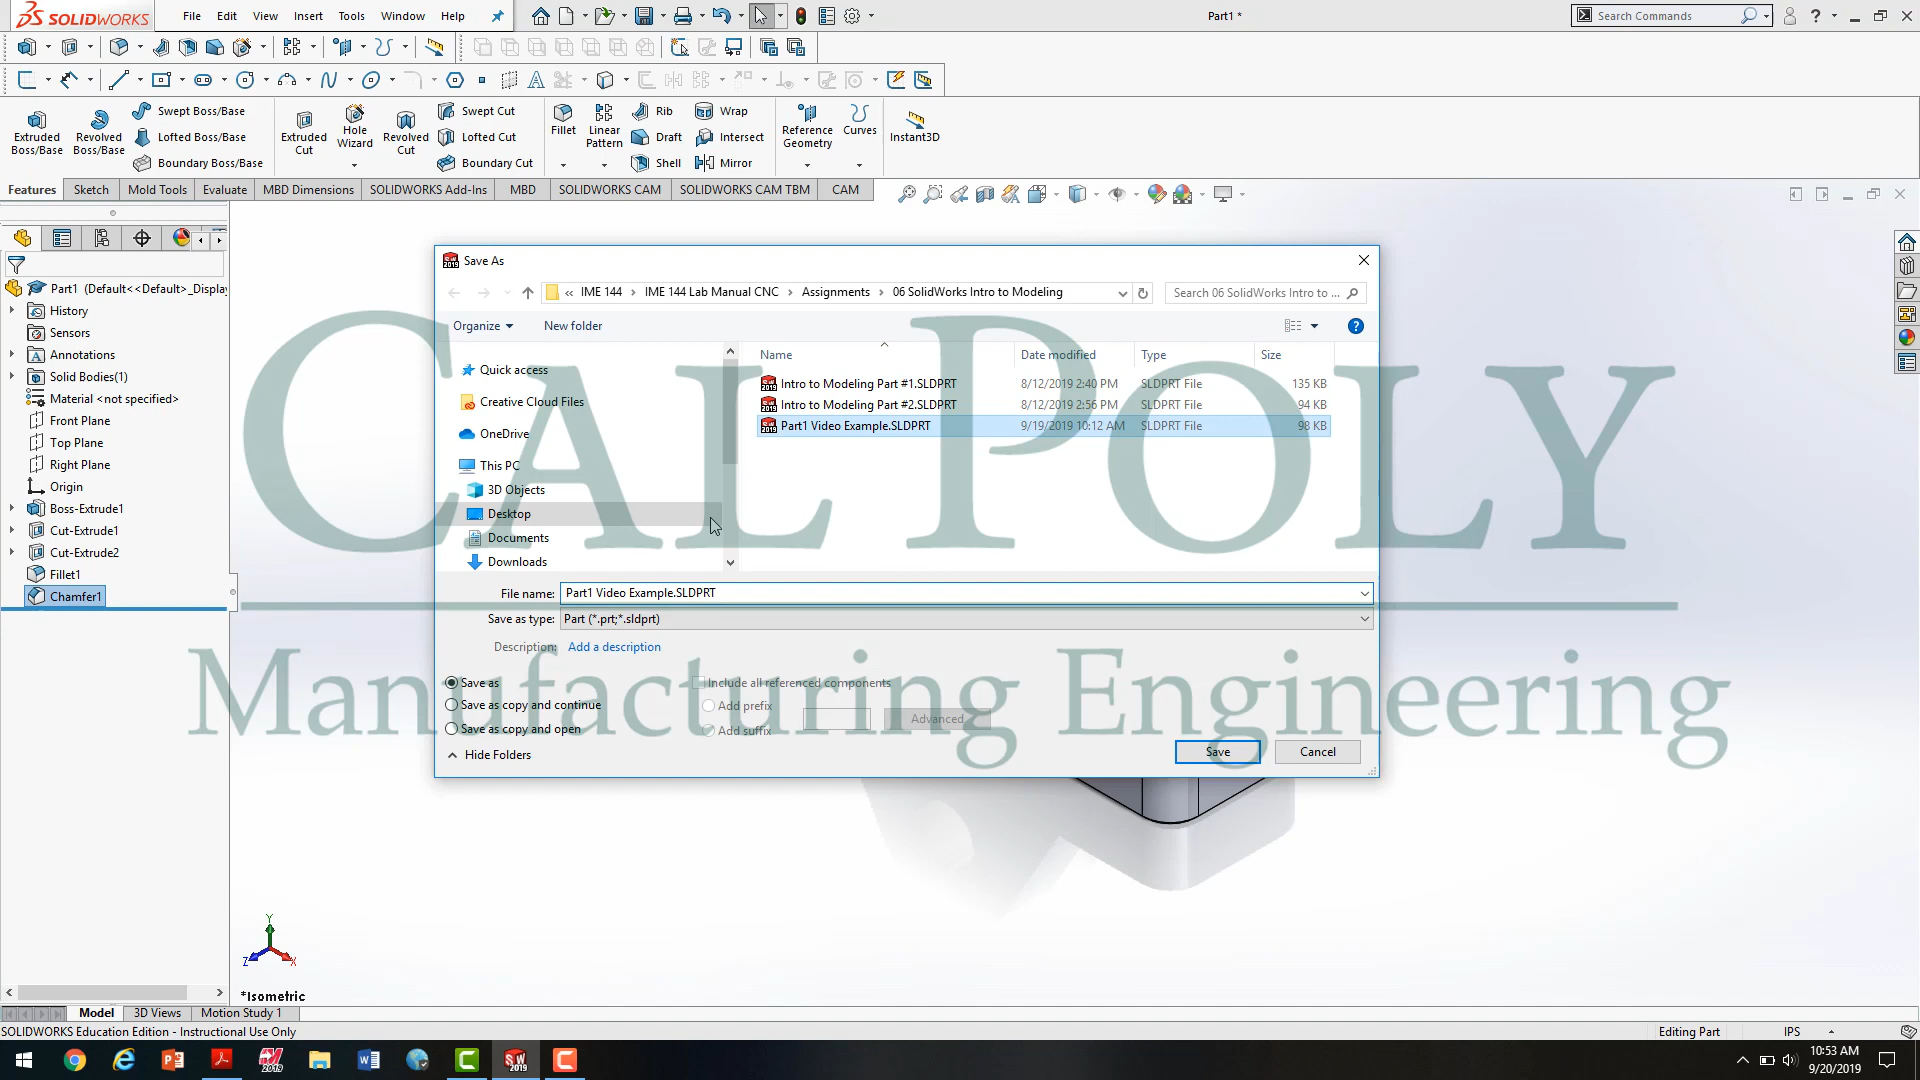 SOLIDWORKS
File Edit View Insert Tools Window Help
Part1 *
Search Commands
Extruded Boss/Base
Revolved Boss/Base
Swept Boss/Base
Lofted Boss/Base
Boundary Boss/Base
Extruded Cut
Hole Wizard
Revolved Cut
Swept Cut
Lofted Cut
Boundary Cut
Fillet
Linear Pattern
Rib
Draft
Shell
Wrap
Intersect
Mirror
Reference Geometry
Curves
Instant3D
Features Sketch Mold Tools Evaluate MBD Dimensions SOLIDWORKS Add-Ins MBD SOLIDWORKS CAM SOLIDWORKS CAM TBM CAM
Part1 (Default<<Default>_Display
History
Sensors
Annotations
Solid Bodies(1)
Material <not specified>
Front Plane
Top Plane
Right Plane
Origin
Boss-Extrude1
Cut-Extrude1
Cut-Extrude2
Fillet1
Chamfer1
Save As
« IME 144 › IME 144 Lab Manual CNC › Assignments › 06 SolidWorks Intro to Modeling
Search 06 SolidWorks Intro to ...
Organize New folder
Quick access
Creative Cloud Files
OneDrive
This PC
3D Objects
Desktop
Documents
Downloads
Name Date modified Type Size
Intro to Modeling Part #1.SLDPRT 8/12/2019 2:40 PM SLDPRT File 135 KB
Intro to Modeling Part #2.SLDPRT 8/12/2019 2:56 PM SLDPRT File 94 KB
Part1 Video Example.SLDPRT 9/19/2019 10:12 AM SLDPRT File 98 KB
File name: Part1 Video Example.SLDPRT
Save as type: Part (*.prt;*.sldprt)
Description: Add a description
Save as
Save as copy and continue
Save as copy and open
Include all referenced components
Add prefix
Add suffix
Advanced
Hide Folders
Save Cancel
CAL POLY
Manufacturing Engineering
Y
Z
X
*Isometric
Model 3D Views Motion Study 1
SOLIDWORKS Education Edition - Instructional Use Only
Editing Part IPS
10:53 AM
9/20/2019